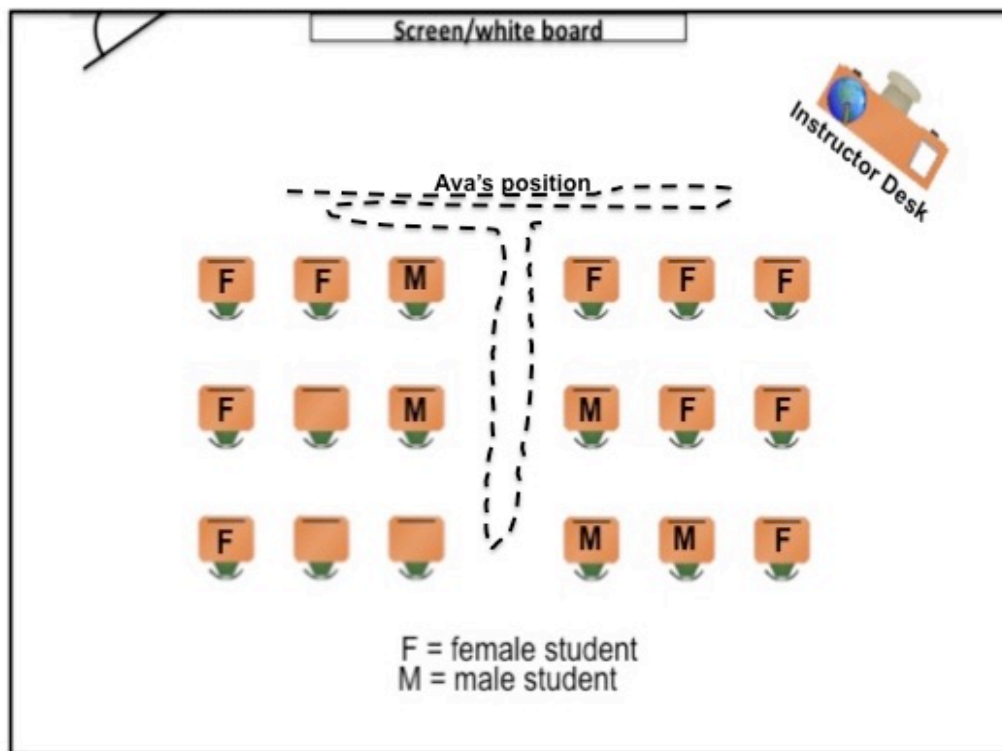 Screen/white board
Instructor Desk
Ava's position
F F M F F F
F M M F F
F M M F
F = female student
M = male student